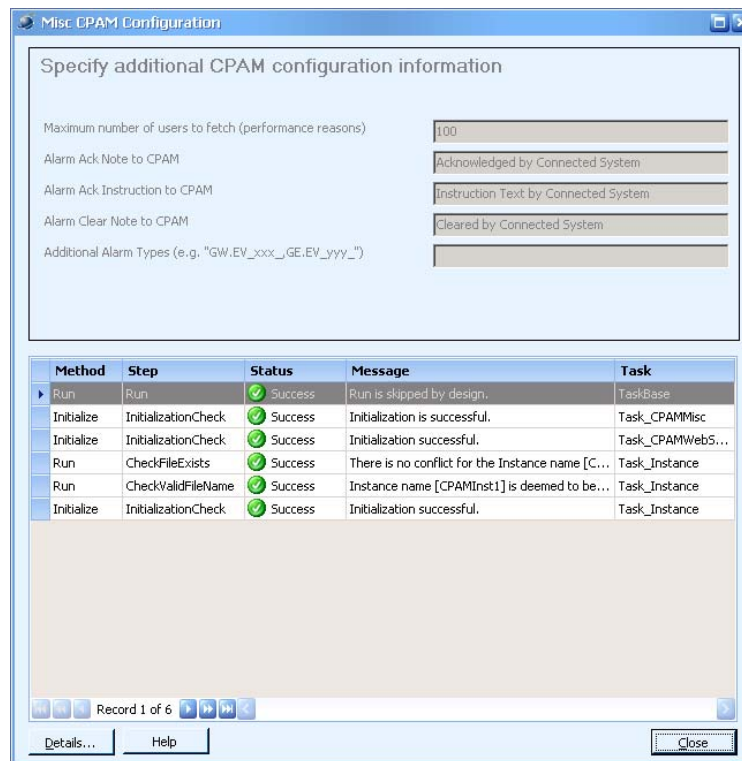 Misc CPAM Configuration
Specify additional CPAM configuration information
Maximum number of users to fetch (performance reasons) 100
Alarm Ack Note to CPAM Acknowledged by Connected System
Alarm Ack Instruction to CPAM Instruction Text by Connected System
Alarm Clear Note to CPAM Cleared by Connected System
Additional Alarm Types (e.g. "GW.EV_xxx_,GE.EV_yyy_")
Method Step Status Message Task
Run Run Success Run is skipped by design. TaskBase
Initialize InitializationCheck Success Initialization is successful. Task_CPAMMisc
Initialize InitializationCheck Success Initialization successful. Task_CPAMWebS...
Run CheckFileExists Success There is no conflict for the Instance name [C... Task_Instance
Run CheckValidFileName Success Instance name [CPAMInst1] is deemed to be... Task_Instance
Initialize InitializationCheck Success Initialization successful. Task_Instance
Record 1 of 6
Details... Help Close